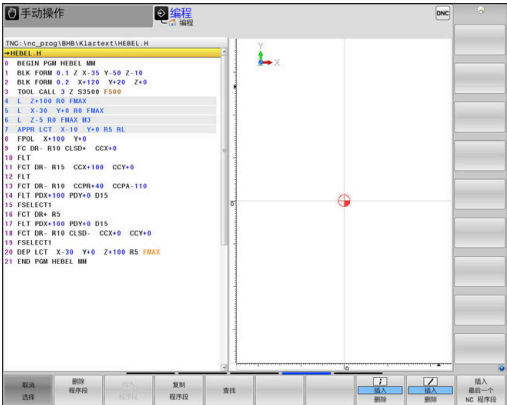 手动操作
编程
编程
DNC
TNC:\nc_prog\BHB\Klartext\HEBEL.H
→HEBEL.H
0 BEGIN PGM HEBEL MM
1 BLK FORM 0.1 Z X-35 Y-50 Z-10
2 BLK FORM 0.2 X+120 Y+20 Z+0
3 TOOL CALL 3 Z S3500 F500
4 L Z+100 R0 FMAX
5 L X-30 Y+0 R0 FMAX
6 L Z-5 R0 FMAX M3
7 APPR LCT X-10 Y+0 R5 RL
8 FPOL X+100 Y+0
9 FC DR- R10 CLSD+ CCX+0
10 FLT
11 FCT DR- R15 CCX+100 CCY+0
12 FLT
13 FCT DR- R10 CCPR+40 CCPA-110
14 FLT PDX+100 PDY+0 D15
15 FSELECT1
16 FCT DR+ R5
17 FLT PDX+100 PDY+0 D15
18 FCT DR- R10 CLSD- CCX+0 CCY+0
19 FSELECT1
20 DEP LCT X-30 Y+0 Z+100 R5 FMAX
21 END PGM HEBEL MM
Y
X
0
0
取消
选择
删除
程序段
插入
程序段
复制
程序段
查找
插入
删除
插入
删除
插入
最后一个
NC 程序段